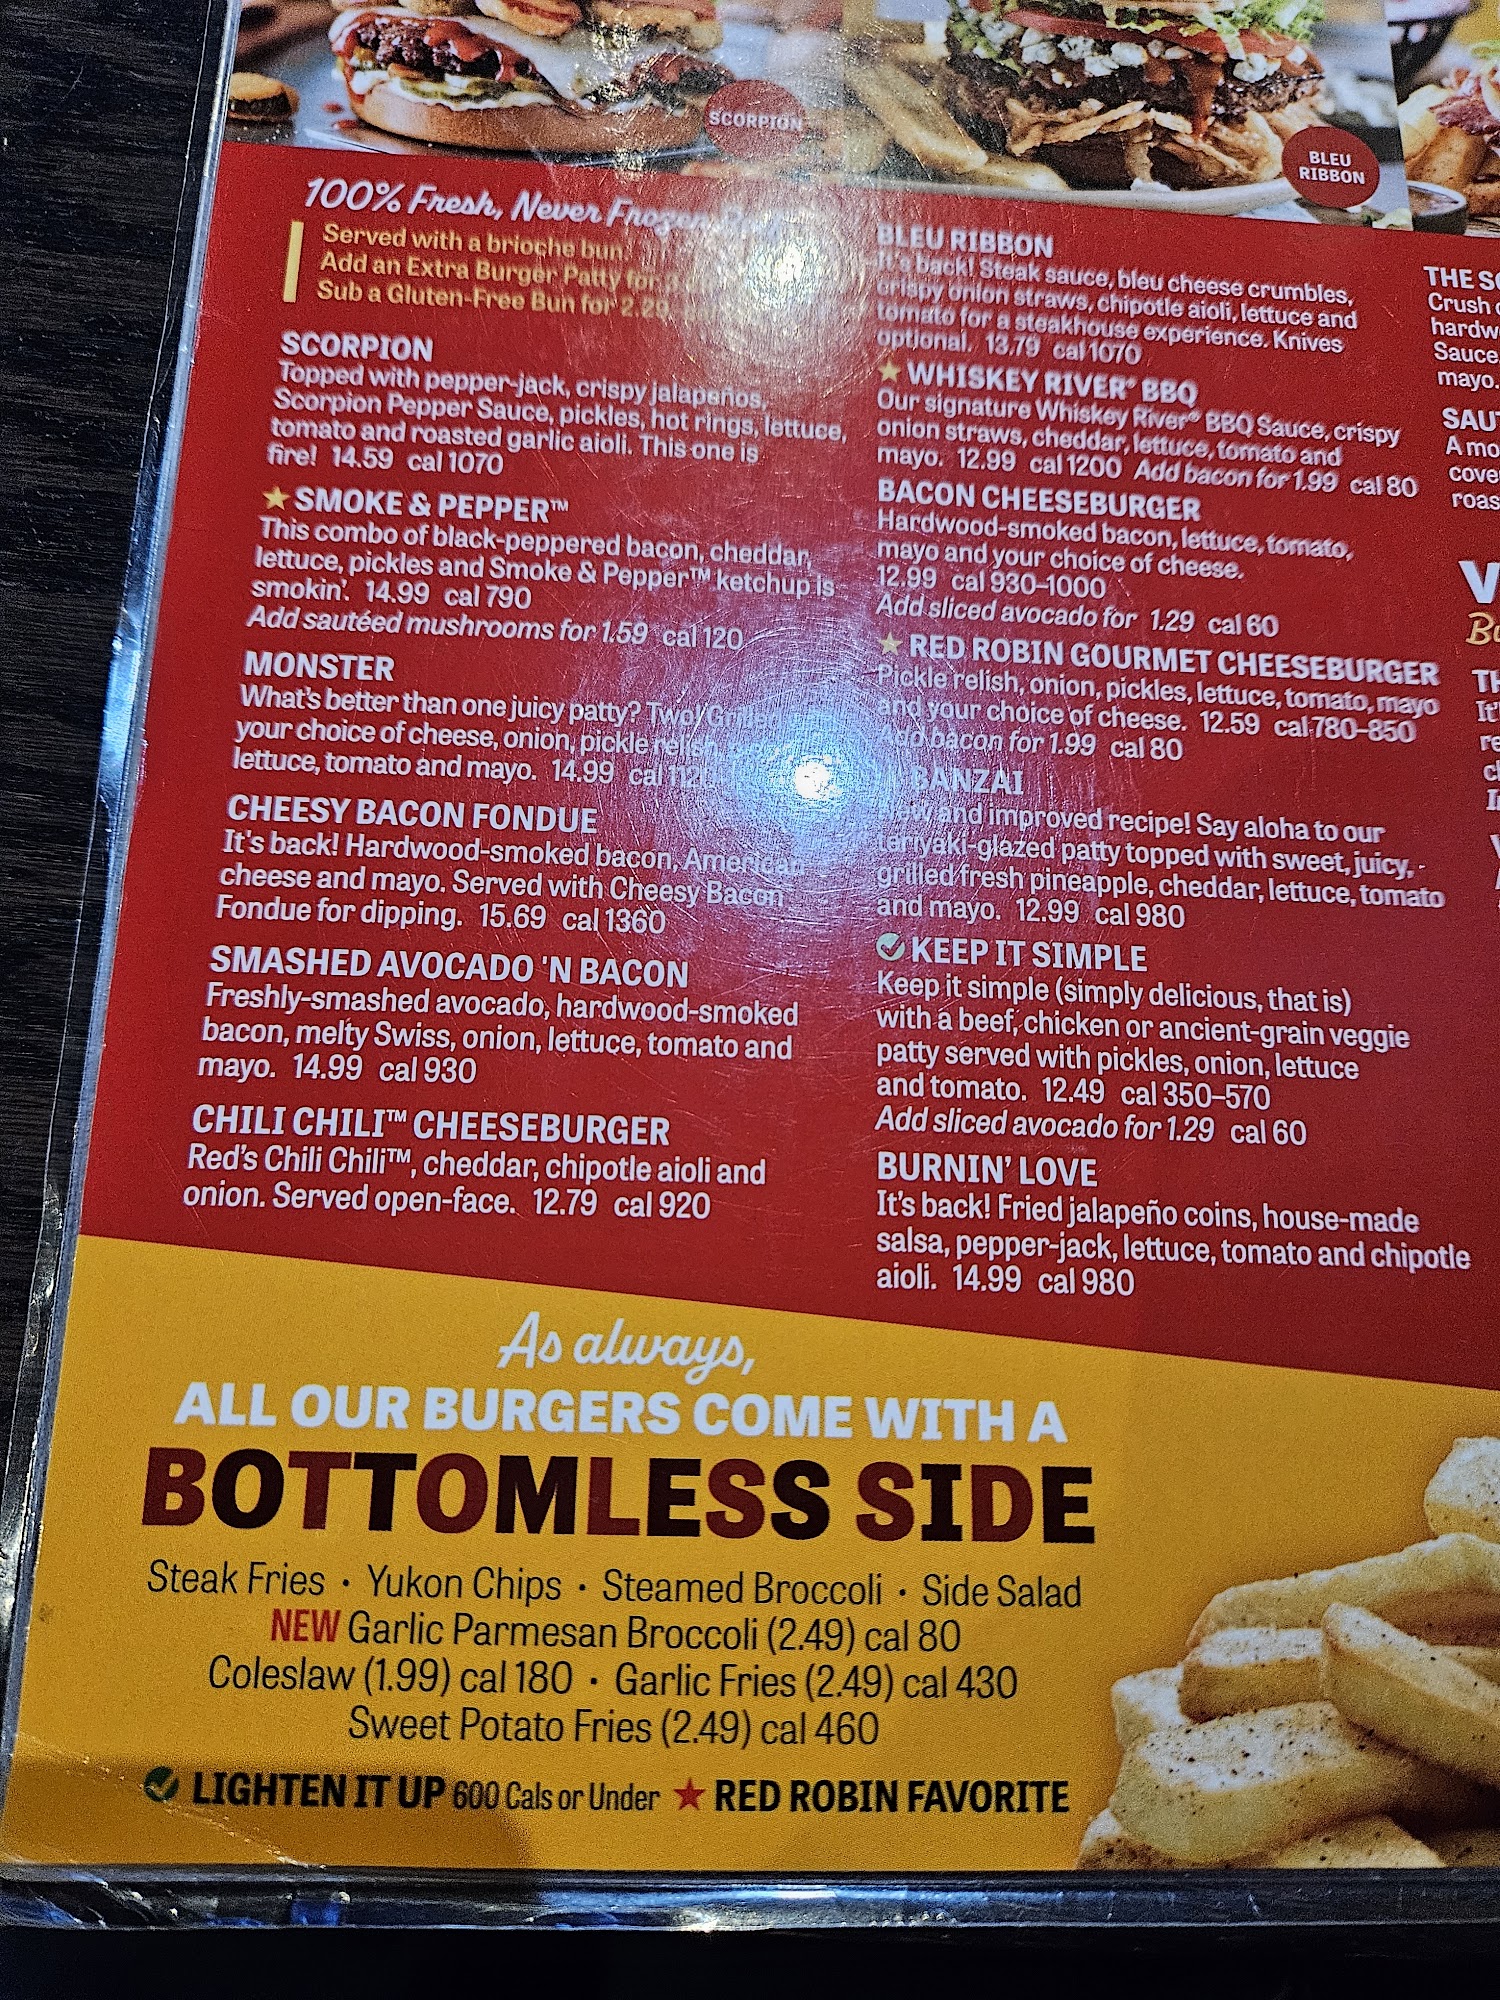 SCORPION
BLEU
RIBBON
100% Fresh, Never Frozen
Served with a brioche bun.
Add an Extra Burger Patty for
Sub a Gluten-Free Bun for 2.29,
SCORPION
Topped with pepper-jack, crispy jalapeños,
Scorpion Pepper Sauce, pickles, hot rings, lettuce,
tomato and roasted garlic aioli. This one is
fire! 14.59 cal 1070
★ SMOKE & PEPPER™
This combo of black-peppered bacon, cheddar,
lettuce, pickles and Smoke & Pepper™ ketchup is
smokin'. 14.99 cal 790
Add sautéed mushrooms for 1.59 cal 120
MONSTER
What's better than one juicy patty? Two! Grilled
your choice of cheese, onion, pickle relish,
lettuce, tomato and mayo. 14.99 cal
CHEESY BACON FONDUE
It's back! Hardwood-smoked bacon, American
cheese and mayo. Served with Cheesy Bacon
Fondue for dipping. 15.69 cal 1360
SMASHED AVOCADO 'N BACON
Freshly-smashed avocado, hardwood-smoked
bacon, melty Swiss, onion, lettuce, tomato and
mayo. 14.99 cal 930
CHILI CHILI™ CHEESEBURGER
Red's Chili Chili™, cheddar, chipotle aioli and
onion. Served open-face. 12.79 cal 920
BLEU RIBBON
It's back! Steak sauce, bleu cheese crumbles,
crispy onion straws, chipotle aioli, lettuce and
tomato for a steakhouse experience. Knives
optional. 13.79 cal 1070
★ WHISKEY RIVER® BBQ
Our signature Whiskey River® BBQ Sauce, crispy
onion straws, cheddar, lettuce, tomato and
mayo. 12.99 cal 1200 Add bacon for 1.99 cal 80
BACON CHEESEBURGER
Hardwood-smoked bacon, lettuce, tomato,
mayo and your choice of cheese.
12.99 cal 930–1000
Add sliced avocado for 1.29 cal 60
★ RED ROBIN GOURMET CHEESEBURGER
Pickle relish, onion, pickles, lettuce, tomato, mayo
and your choice of cheese. 12.59 cal 780–850
Add bacon for 1.99 cal 80
BANZAI
New and improved recipe! Say aloha to our
teriyaki-glazed patty topped with sweet, juicy,
grilled fresh pineapple, cheddar, lettuce, tomato
and mayo. 12.99 cal 980
KEEP IT SIMPLE
Keep it simple (simply delicious, that is)
with a beef, chicken or ancient-grain veggie
patty served with pickles, onion, lettuce
and tomato. 12.49 cal 350–570
Add sliced avocado for 1.29 cal 60
BURNIN' LOVE
It's back! Fried jalapeño coins, house-made
salsa, pepper-jack, lettuce, tomato and chipotle
aioli. 14.99 cal 980
THE
Crush
hardw
Sauce
mayo.
SAUT
A mo
cove
roas
As always,
ALL OUR BURGERS COME WITH A
BOTTOMLESS SIDE
Steak Fries · Yukon Chips · Steamed Broccoli · Side Salad
NEW Garlic Parmesan Broccoli (2.49) cal 80
Coleslaw (1.99) cal 180 · Garlic Fries (2.49) cal 430
Sweet Potato Fries (2.49) cal 460
LIGHTEN IT UP 600 Cals or Under ★ RED ROBIN FAVORITE